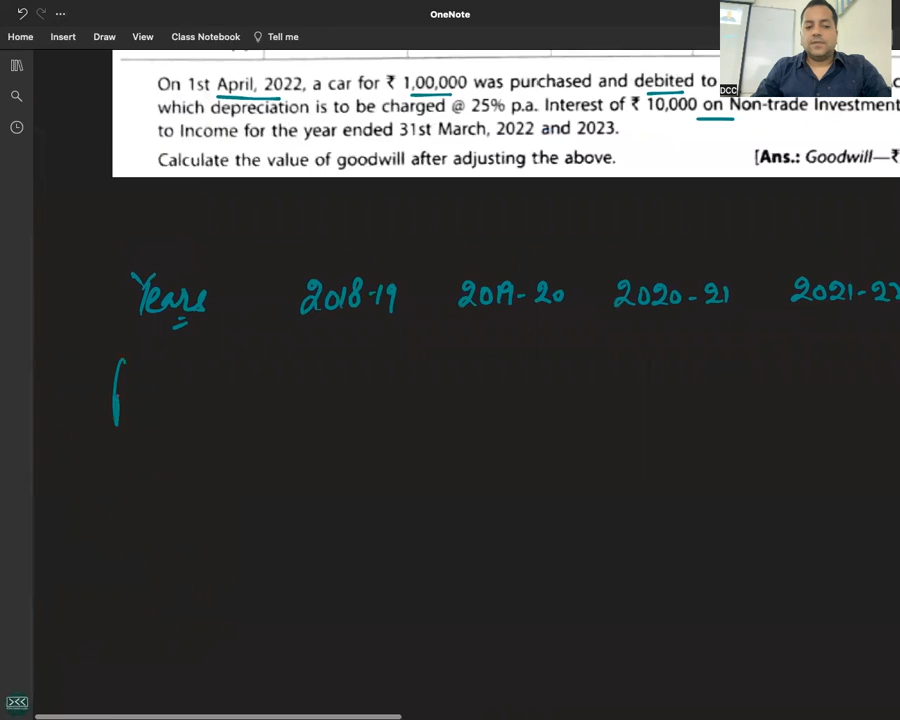 OneNote
Home Insert Draw View Class Notebook Tell me
On 1st April, 2022, a car for ₹ 1,00,000 was purchased and debited to
which depreciation is to be charged @ 25% p.a. Interest of ₹ 10,000 on Non-trade Investment
to Income for the year ended 31st March, 2022 and 2023.
Calculate the value of goodwill after adjusting the above. [Ans.: Goodwill—₹
DCC
Years 2018-19 2019-20 2020-21 2021-22